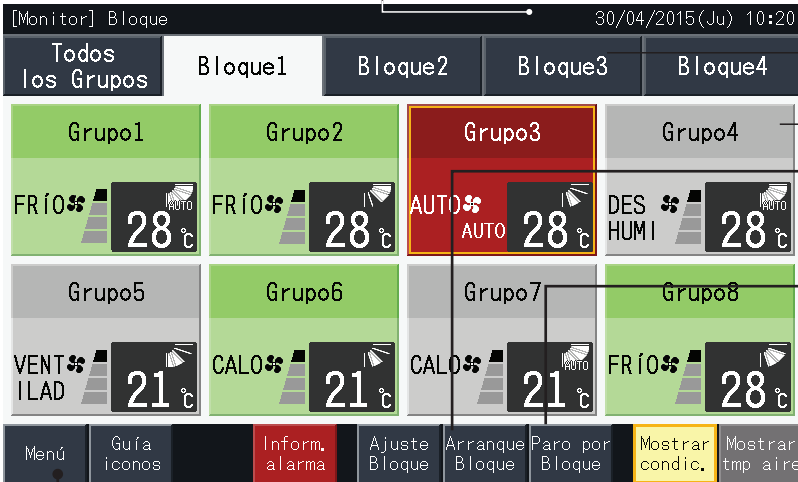 [Monitor] Bloque 30/04/2015(Ju) 10:20
Todos
los Grupos
Bloque1 Bloque2 Bloque3 Bloque4
Grupo1 Grupo2 Grupo3 Grupo4
FRÍO AUTO 28℃
FRÍO 28℃
AUTO AUTO 28℃
DES
HUMI AUTO 28℃
Grupo5 Grupo6 Grupo7 Grupo8
VENT
ILAD 21℃
CALO 21℃
CALO AUTO 21℃
FRÍO 28℃
Menú
Guía
iconos
Inform.
alarma
Ajuste
Bloque
Arranque
Bloque
Paro por
Bloque
Mostrar
condic.
Mostrar
tmp aire